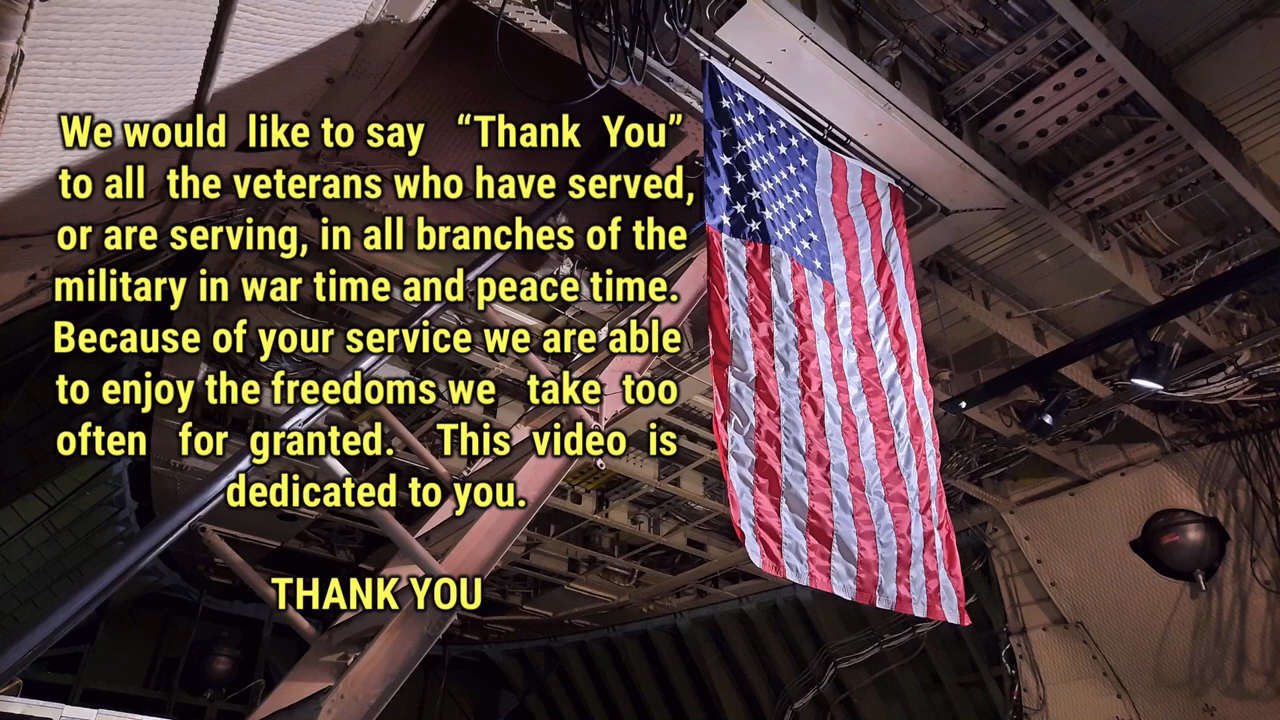 We would like to say “Thank You”
to all the veterans who have served,
or are serving, in all branches of the
military in war time and peace time.
Because of your service we are able
to enjoy the freedoms we take too
often for granted. This video is
dedicated to you.
THANK YOU